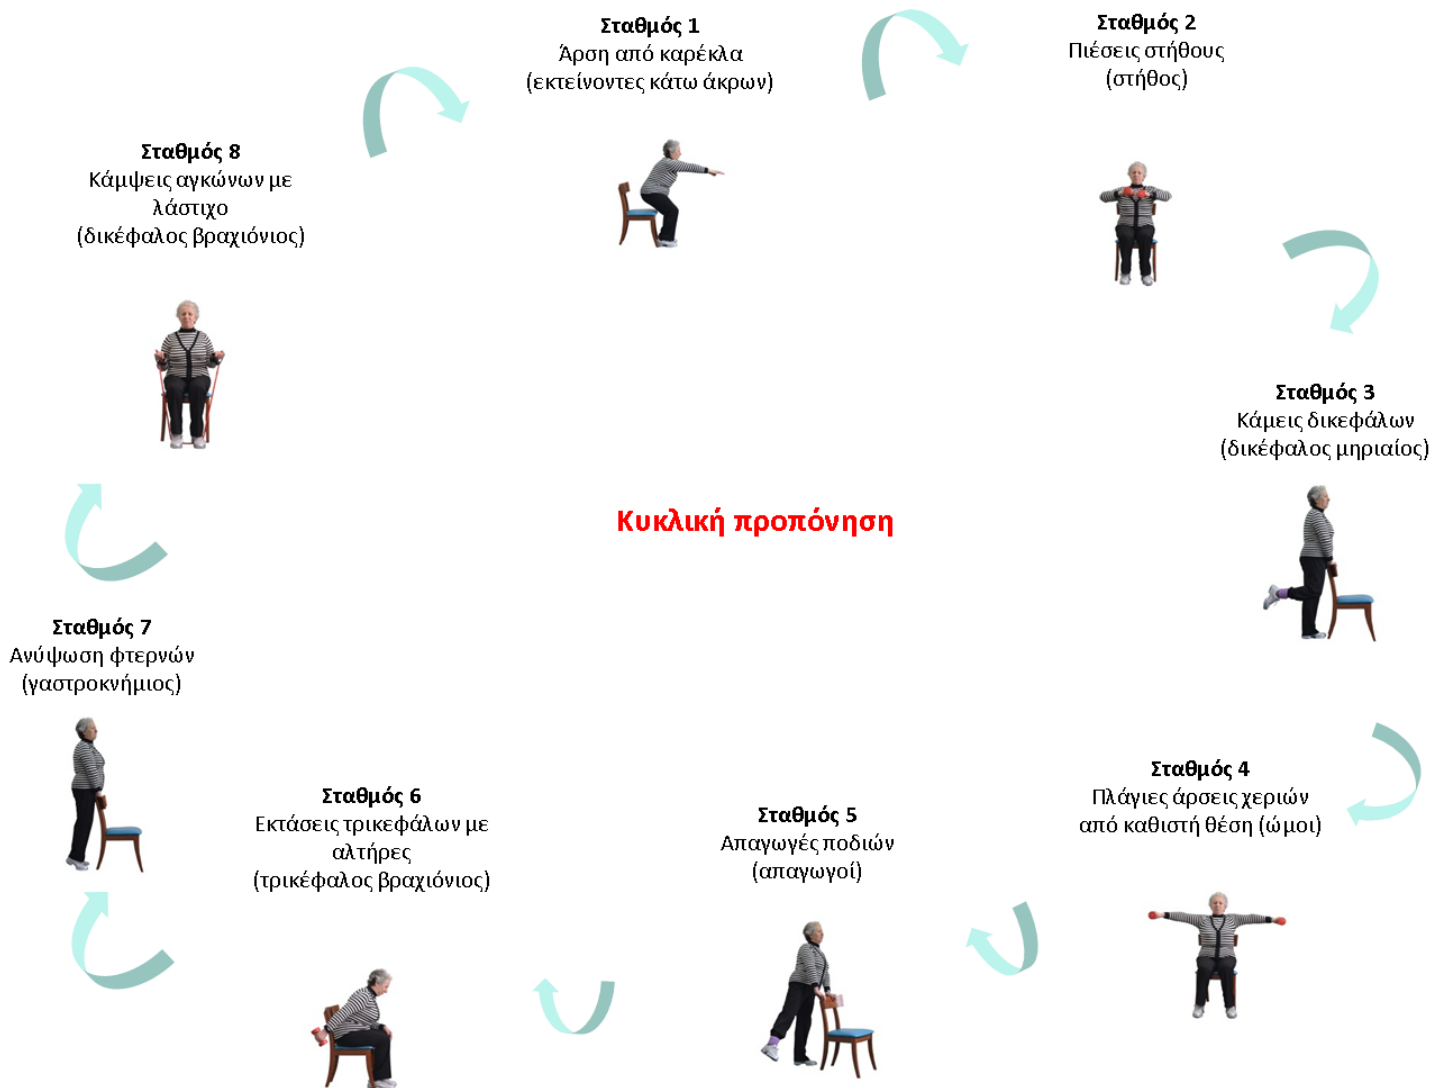 Σταθμός 1
Άρση από καρέκλα
(εκτείνοντες κάτω άκρων)
Σταθμός 2
Πιέσεις στήθους
(στήθος)
Σταθμός 3
Κάμεις δικεφάλων
(δικέφαλος μηριαίος)
Σταθμός 4
Πλάγιες άρσεις χεριών
από καθιστή θέση (ώμοι)
Σταθμός 5
Απαγωγές ποδιών
(απαγωγοί)
Σταθμός 6
Εκτάσεις τρικεφάλων με
αλτήρες
(τρικέφαλος βραχιόνιος)
Σταθμός 7
Ανύψωση φτερνών
(γαστροκνήμιος)
Σταθμός 8
Κάμψεις αγκώνων με
λάστιχο
(δικέφαλος βραχιόνιος)
Κυκλική προπόνηση